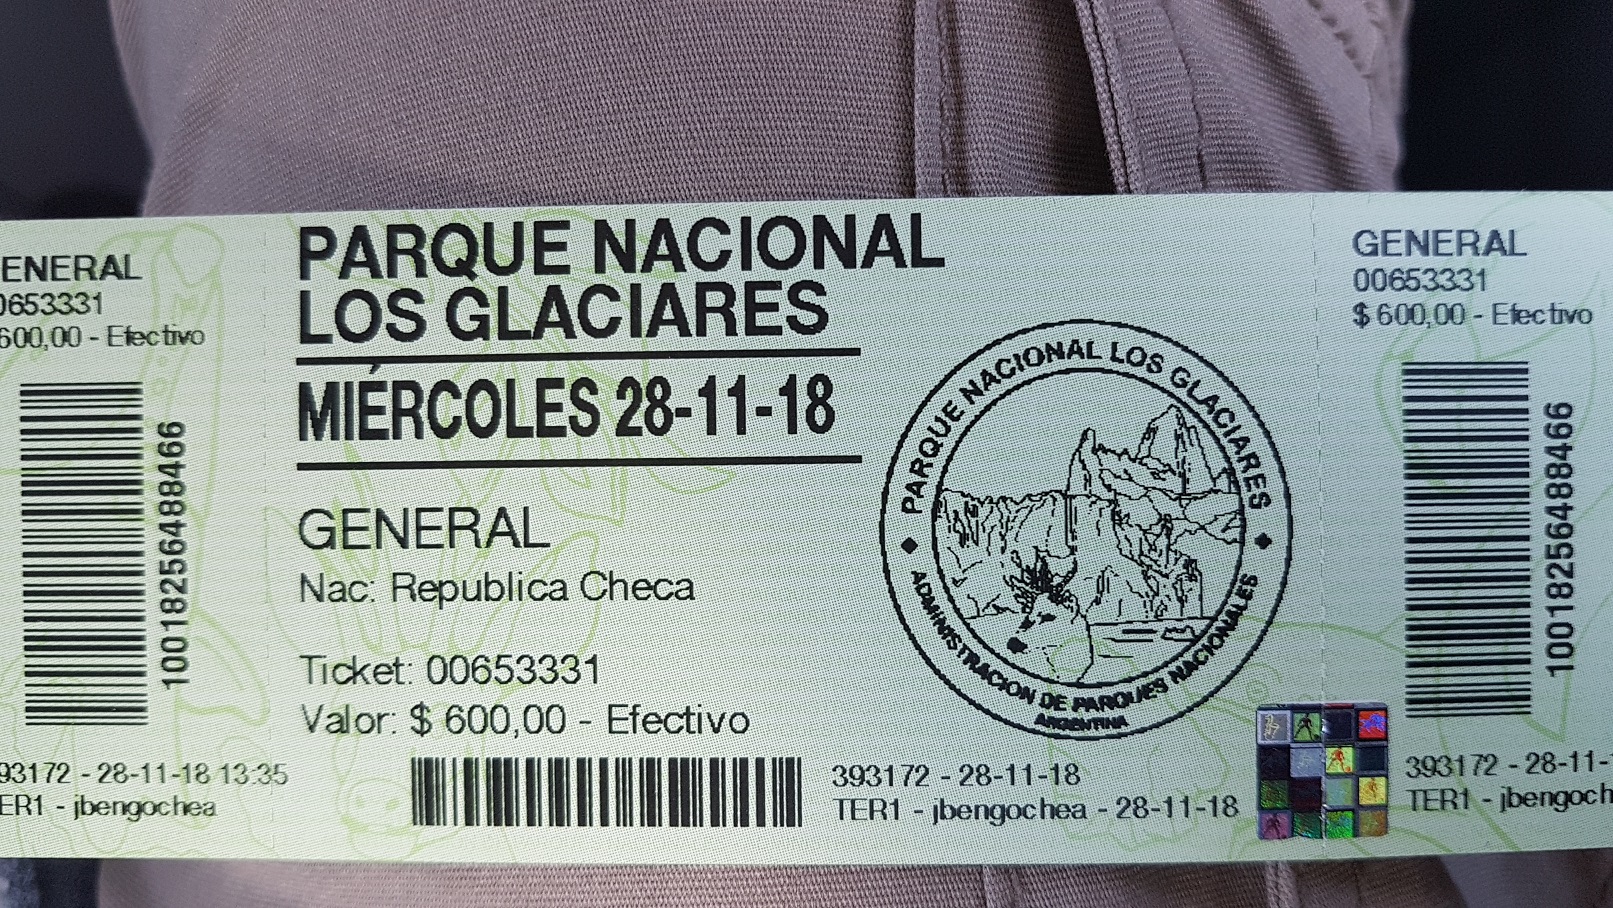 ENERAL
0653331
600,00 - Efectivo
10018256488466
93172 - 28-11-18 13:35
ER1 - jbengochea
PARQUE NACIONAL
LOS GLACIARES
MIÉRCOLES 28-11-18
GENERAL
Nac: Republica Checa
Ticket: 00653331
Valor: $ 600,00 - Efectivo
393172 - 28-11-18
TER1 - jbengochea - 28-11-18
PARQUE NACIONAL LOS GLACIARES
ADMINISTRACION DE PARQUES NACIONALES
ARGENTINA
GENERAL
00653331
$ 600,00 - Efectivo
10018256488466
393172 - 28-11-
TER1 - jbengoch